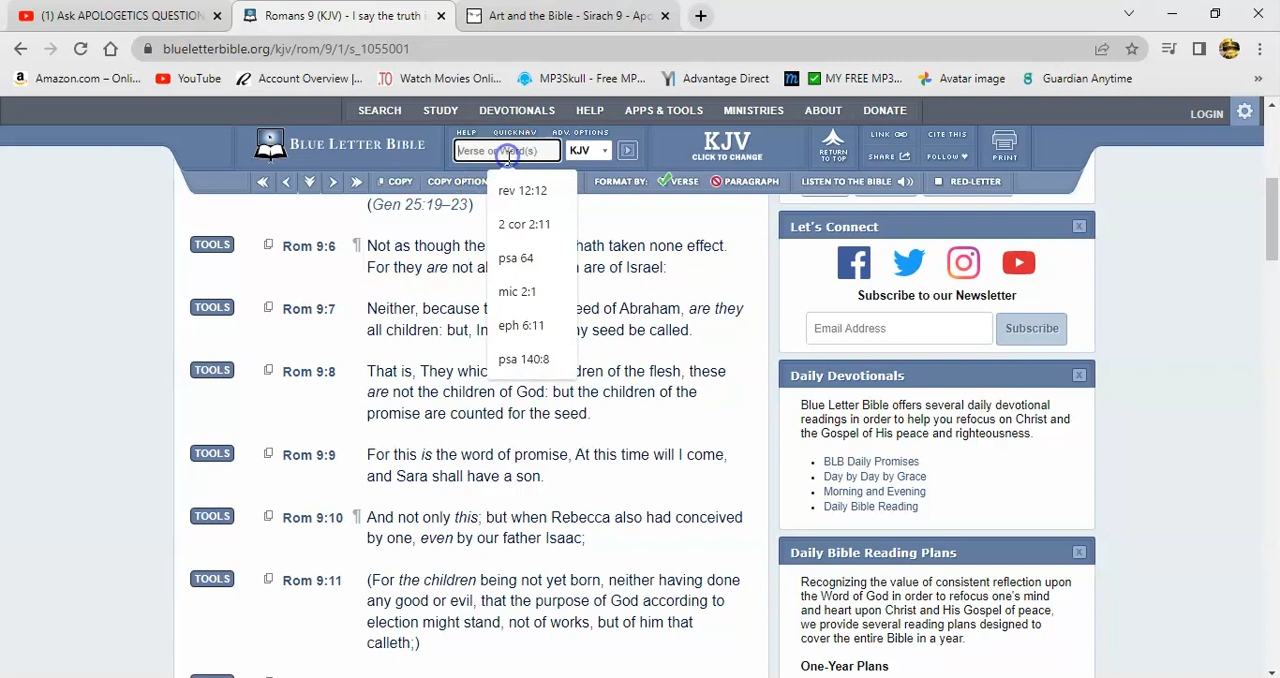 (1) Ask APOLOGETICS QUESTION
Romans 9 (KJV) - I say the truth i
Art and the Bible - Sirach 9 - Apo
blueletterbible.org/kjv/rom/9/1/s_1055001
Amazon.com – Onli...
YouTube
Account Overview |...
Watch Movies Onlin...
MP3Skull - Free MP...
Advantage Direct
MY FREE MP3...
Avatar image
Guardian Anytime
»
SEARCH STUDY DEVOTIONALS HELP APPS & TOOLS MINISTRIES ABOUT DONATE
LOGIN
BLUE LETTER BIBLE
HELP QUICKNAV ADV. OPTIONS
Verse or Word(s)
KJV
KJV
CLICK TO CHANGE
RETURN
TO TOP
LINK
SHARE
CITE THIS
FOLLOW
PRINT
COPY
COPY OPTION
FORMAT BY: VERSE PARAGRAPH
LISTEN TO THE BIBLE
RED-LETTER
rev 12:12
2 cor 2:11
psa 64
mic 2:1
eph 6:11
psa 140:8
(Gen 25:19–23)
TOOLS Rom 9:6 ¶ Not as though the hath taken none effect.
For they are not al n are of Israel:
TOOLS Rom 9:7 Neither, because t eed of Abraham, are they
all children: but, In ny seed be called.
TOOLS Rom 9:8 That is, They whic dren of the flesh, these
are not the children of God: but the children of the
promise are counted for the seed.
TOOLS Rom 9:9 For this is the word of promise, At this time will I come,
and Sara shall have a son.
TOOLS Rom 9:10 ¶ And not only this; but when Rebecca also had conceived
by one, even by our father Isaac;
TOOLS Rom 9:11 (For the children being not yet born, neither having done
any good or evil, that the purpose of God according to
election might stand, not of works, but of him that
calleth;)
Let's Connect
Subscribe to our Newsletter
Email Address
Subscribe
Daily Devotionals
Blue Letter Bible offers several daily devotional
readings in order to help you refocus on Christ and
the Gospel of His peace and righteousness.
• BLB Daily Promises
• Day by Day by Grace
• Morning and Evening
• Daily Bible Reading
Daily Bible Reading Plans
Recognizing the value of consistent reflection upon
the Word of God in order to refocus one's mind
and heart upon Christ and His Gospel of peace,
we provide several reading plans designed to
cover the entire Bible in a year.
One-Year Plans